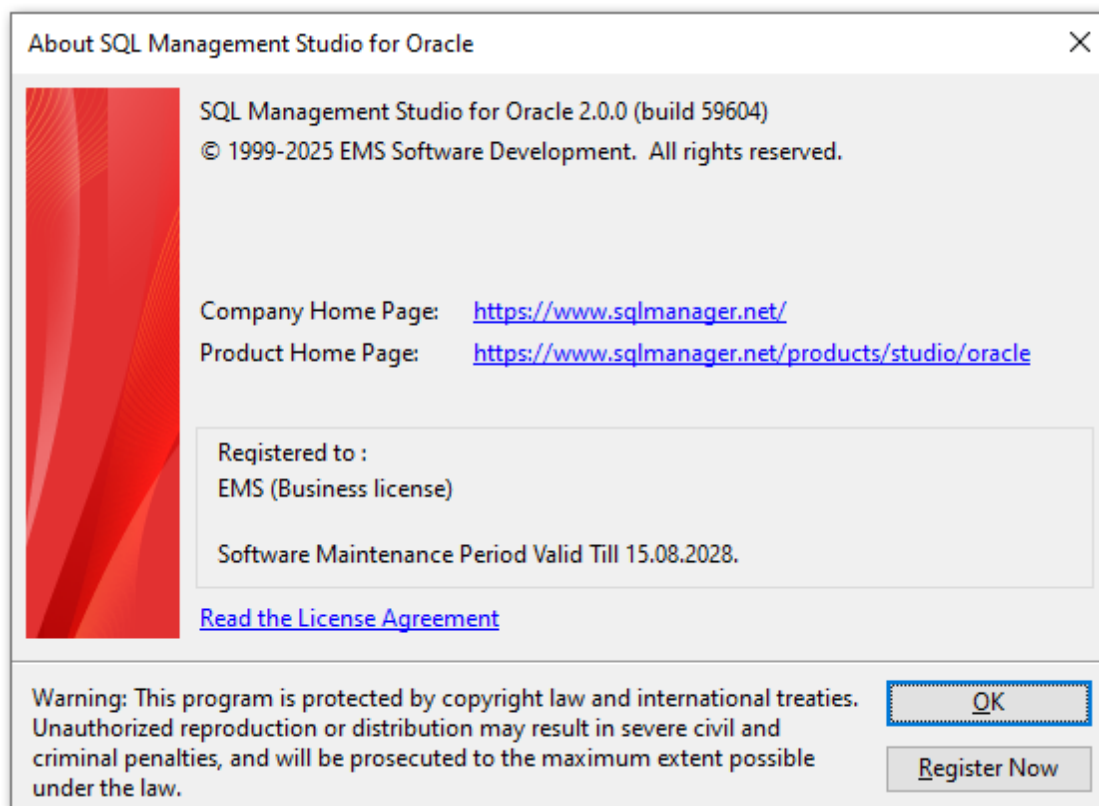 About SQL Management Studio for Oracle
SQL Management Studio for Oracle 2.0.0 (build 59604)
© 1999-2025 EMS Software Development.  All rights reserved.
Company Home Page: https://www.sqlmanager.net/
Product Home Page: https://www.sqlmanager.net/products/studio/oracle
Registered to :
EMS (Business license)
Software Maintenance Period Valid Till 15.08.2028.
Read the License Agreement
Warning: This program is protected by copyright law and international treaties.
Unauthorized reproduction or distribution may result in severe civil and
criminal penalties, and will be prosecuted to the maximum extent possible
under the law.
OK
Register Now